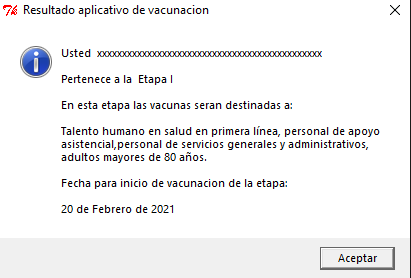 Resultado aplicativo de vacunacion
Usted xxxxxxxxxxxxxxxxxxxxxxxxxxxxxxxxxxxxxxxxxxxxx
Pertenece a la Etapa I
En esta etapa las vacunas seran destinadas a:
Talento humano en salud en primera línea, personal de apoyo
asistencial,personal de servicios generales y administrativos,
adultos mayores de 80 años.
Fecha para inicio de vacunacion de la etapa:
20 de Febrero de 2021
Aceptar